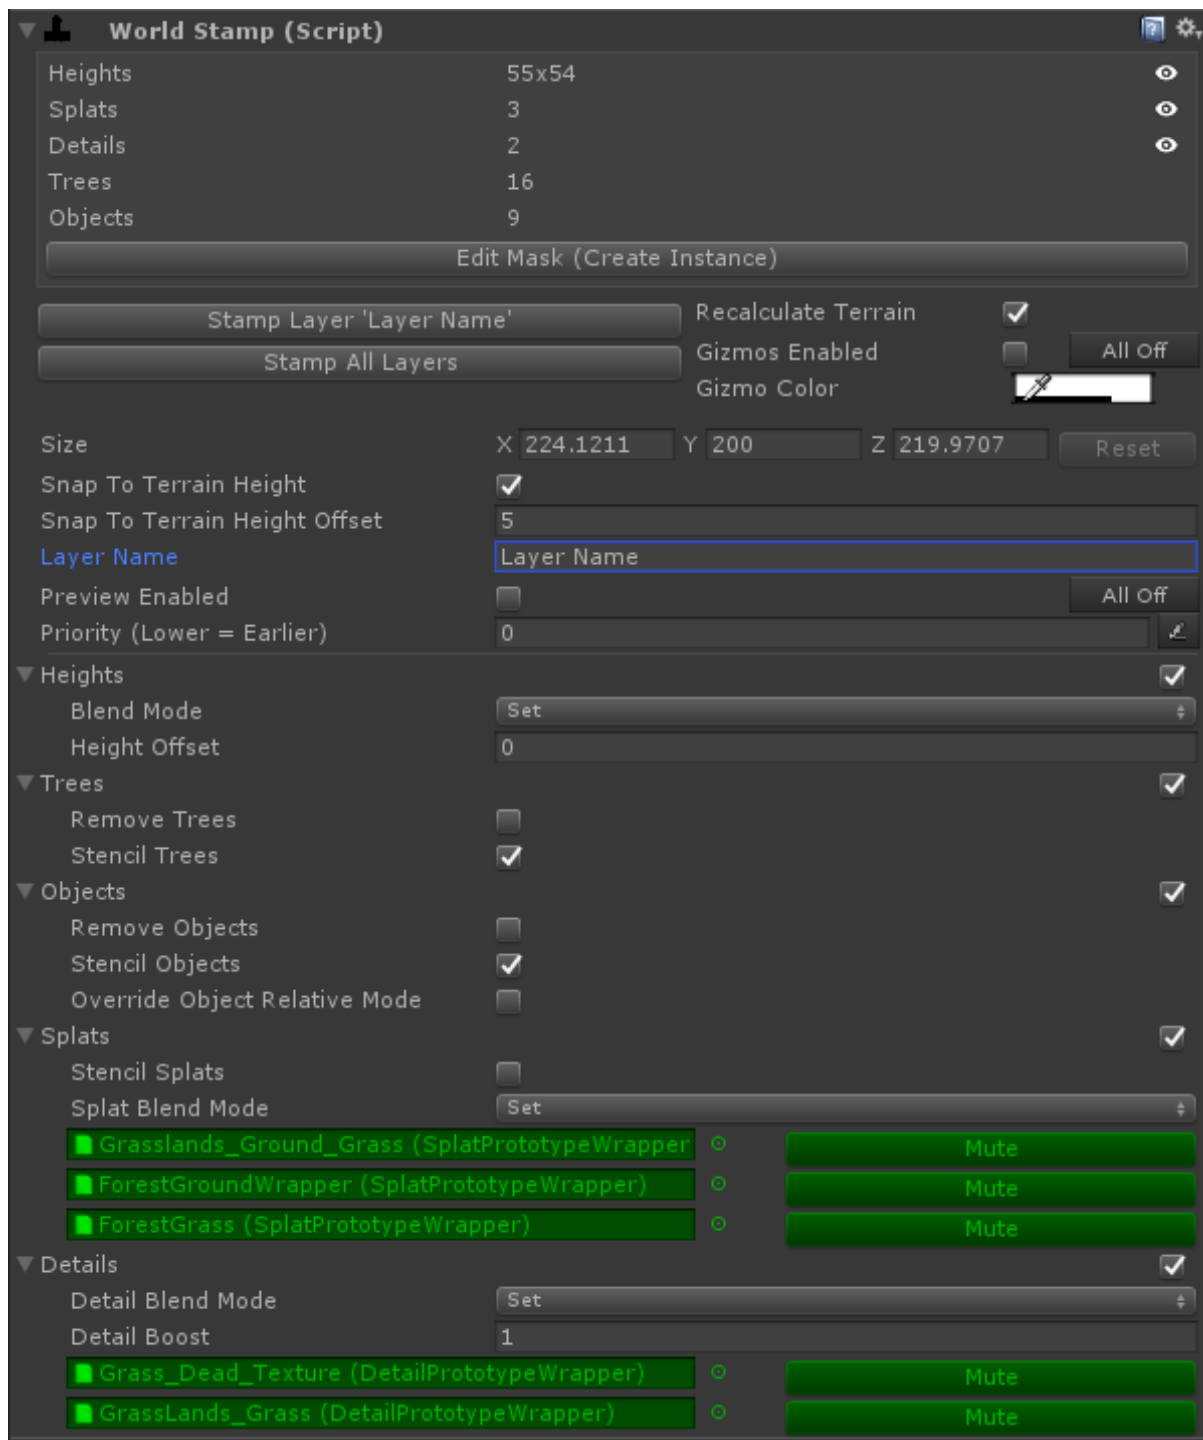 World Stamp (Script)
Heights 55x54
Splats 3
Details 2
Trees 16
Objects 9
Edit Mask (Create Instance)
Stamp Layer 'Layer Name' Recalculate Terrain
Stamp All Layers Gizmos Enabled All Off
Gizmo Color
Size X 224.1211 Y 200 Z 219.9707 Reset
Snap To Terrain Height
Snap To Terrain Height Offset 5
Layer Name Layer Name
Preview Enabled All Off
Priority (Lower = Earlier) 0
Heights
Blend Mode Set
Height Offset 0
Trees
Remove Trees
Stencil Trees
Objects
Remove Objects
Stencil Objects
Override Object Relative Mode
Splats
Stencil Splats
Splat Blend Mode Set
Grasslands_Ground_Grass (SplatPrototypeWrapper Mute
ForestGroundWrapper (SplatPrototypeWrapper) Mute
ForestGrass (SplatPrototypeWrapper) Mute
Details
Detail Blend Mode Set
Detail Boost 1
Grass_Dead_Texture (DetailPrototypeWrapper) Mute
GrassLands_Grass (DetailPrototypeWrapper) Mute